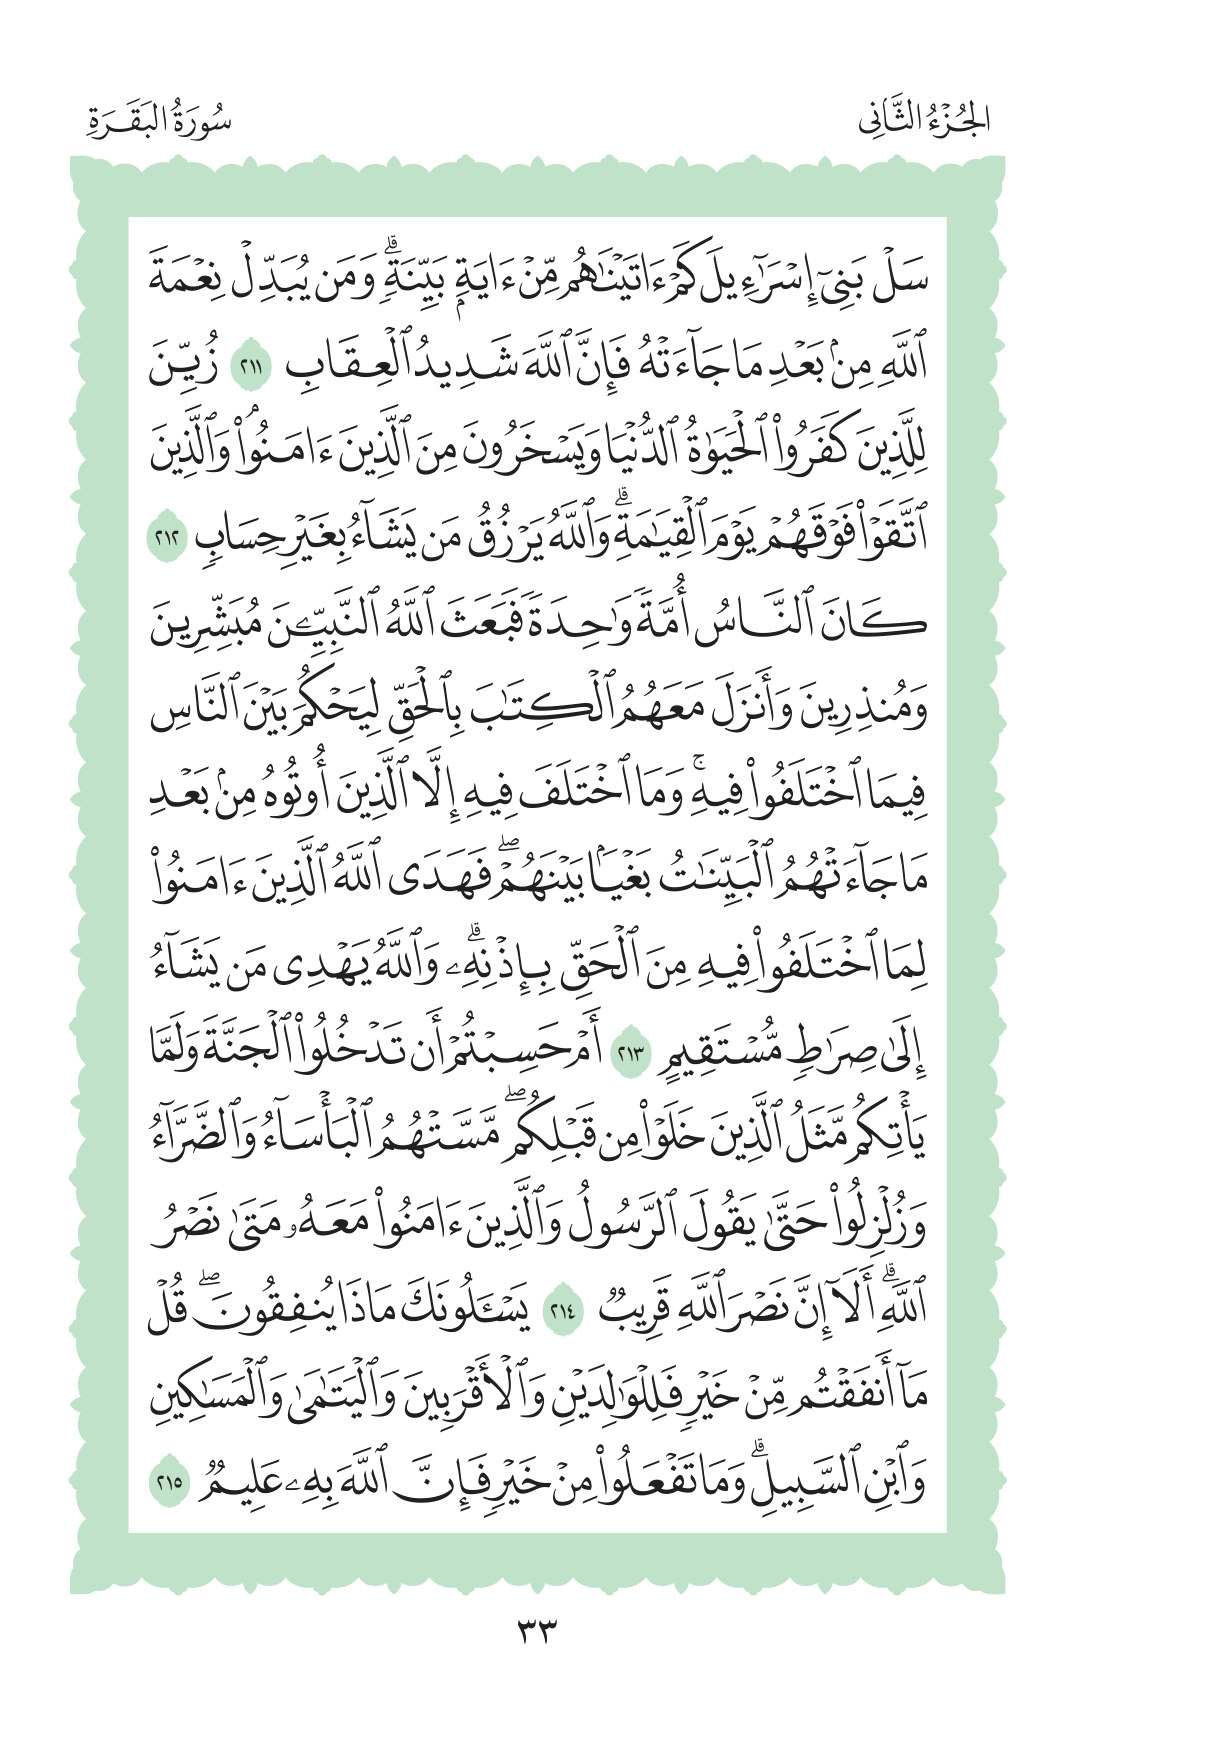 الجُزْءُ الثَّانِي
سُورَةُ البَقَرَةِ
سَلْ بَنِيٓ إِسْرَٰٓءِيلَ كَمْ ءَاتَيْنَٰهُم مِّنْ ءَايَةِۭ بَيِّنَةٖۗ وَمَن يُبَدِّلْ نِعْمَةَ
ٱللَّهِ مِنۢ بَعْدِ مَا جَآءَتْهُ فَإِنَّ ٱللَّهَ شَدِيدُ ٱلْعِقَابِ ٢١١ زُيِّنَ
لِلَّذِينَ كَفَرُوا۟ ٱلْحَيَوٰةُ ٱلدُّنْيَا وَيَسْخَرُونَ مِنَ ٱلَّذِينَ ءَامَنُوا۟ۘ وَٱلَّذِينَ
ٱتَّقَوْا۟ فَوْقَهُمْ يَوْمَ ٱلْقِيَٰمَةِۗ وَٱللَّهُ يَرْزُقُ مَن يَشَآءُ بِغَيْرِ حِسَابٖ ٢١٢
كَانَ ٱلنَّاسُ أُمَّةٗ وَٰحِدَةٗ فَبَعَثَ ٱللَّهُ ٱلنَّبِيِّـۧنَ مُبَشِّرِينَ
وَمُنذِرِينَ وَأَنزَلَ مَعَهُمُ ٱلْكِتَٰبَ بِٱلْحَقِّ لِيَحْكُمَ بَيْنَ ٱلنَّاسِ
فِيمَا ٱخْتَلَفُوا۟ فِيهِۚ وَمَا ٱخْتَلَفَ فِيهِ إِلَّا ٱلَّذِينَ أُوتُوهُ مِنۢ بَعْدِ
مَا جَآءَتْهُمُ ٱلْبَيِّنَٰتُ بَغْيَۢا بَيْنَهُمْۖ فَهَدَى ٱللَّهُ ٱلَّذِينَ ءَامَنُوا۟
لِمَا ٱخْتَلَفُوا۟ فِيهِ مِنَ ٱلْحَقِّ بِإِذْنِهِۦۗ وَٱللَّهُ يَهْدِي مَن يَشَآءُ
إِلَىٰ صِرَٰطٖ مُّسْتَقِيمٍ ٢١٣ أَمْ حَسِبْتُمْ أَن تَدْخُلُوا۟ ٱلْجَنَّةَ وَلَمَّا
يَأْتِكُم مَّثَلُ ٱلَّذِينَ خَلَوْا۟ مِن قَبْلِكُمۖ مَّسَّتْهُمُ ٱلْبَأْسَآءُ وَٱلضَّرَّآءُ
وَزُلْزِلُوا۟ حَتَّىٰ يَقُولَ ٱلرَّسُولُ وَٱلَّذِينَ ءَامَنُوا۟ مَعَهُۥ مَتَىٰ نَصْرُ
ٱللَّهِۗ أَلَآ إِنَّ نَصْرَ ٱللَّهِ قَرِيبٞ ٢١٤ يَسْـَٔلُونَكَ مَاذَا يُنفِقُونَۖ قُلْ
مَآ أَنفَقْتُم مِّنْ خَيْرٖ فَلِلْوَٰلِدَيْنِ وَٱلْأَقْرَبِينَ وَٱلْيَتَٰمَىٰ وَٱلْمَسَٰكِينِ
وَٱبْنِ ٱلسَّبِيلِۗ وَمَا تَفْعَلُوا۟ مِنْ خَيْرٖ فَإِنَّ ٱللَّهَ بِهِۦ عَلِيمٞ ٢١٥
٣٣